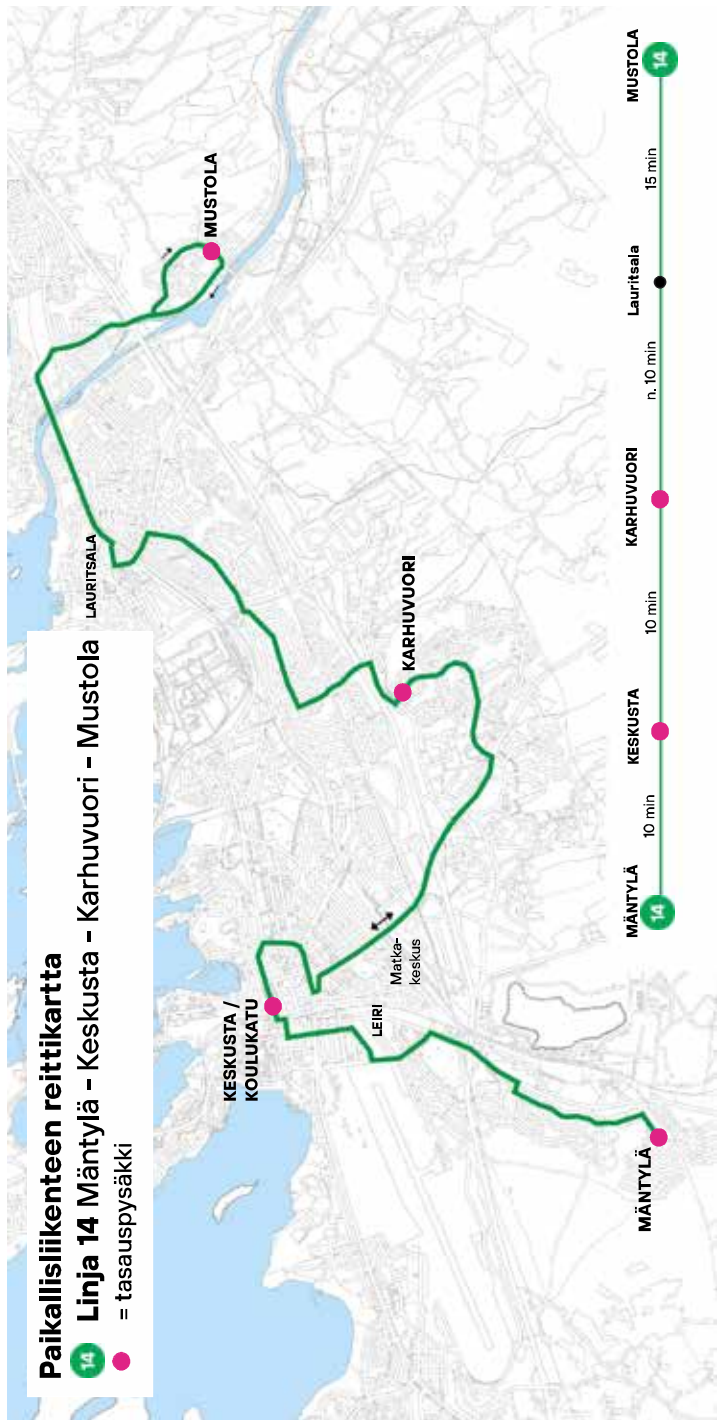 Paikallisliikenteen reittikartta
14 Linja 14 Mäntylä – Keskusta – Karhuvuori – Mustola
= tasauspysäkki
MÄNTYLÄ
LEIRI
KESKUSTA /
KOULUKATU
Matka-
keskus
KARHUVUORI
LAURITSALA
MUSTOLA
MÄNTYLÄ
14
10 min
KESKUSTA
10 min
KARHUVUORI
n. 10 min
Lauritsala
15 min
MUSTOLA
14